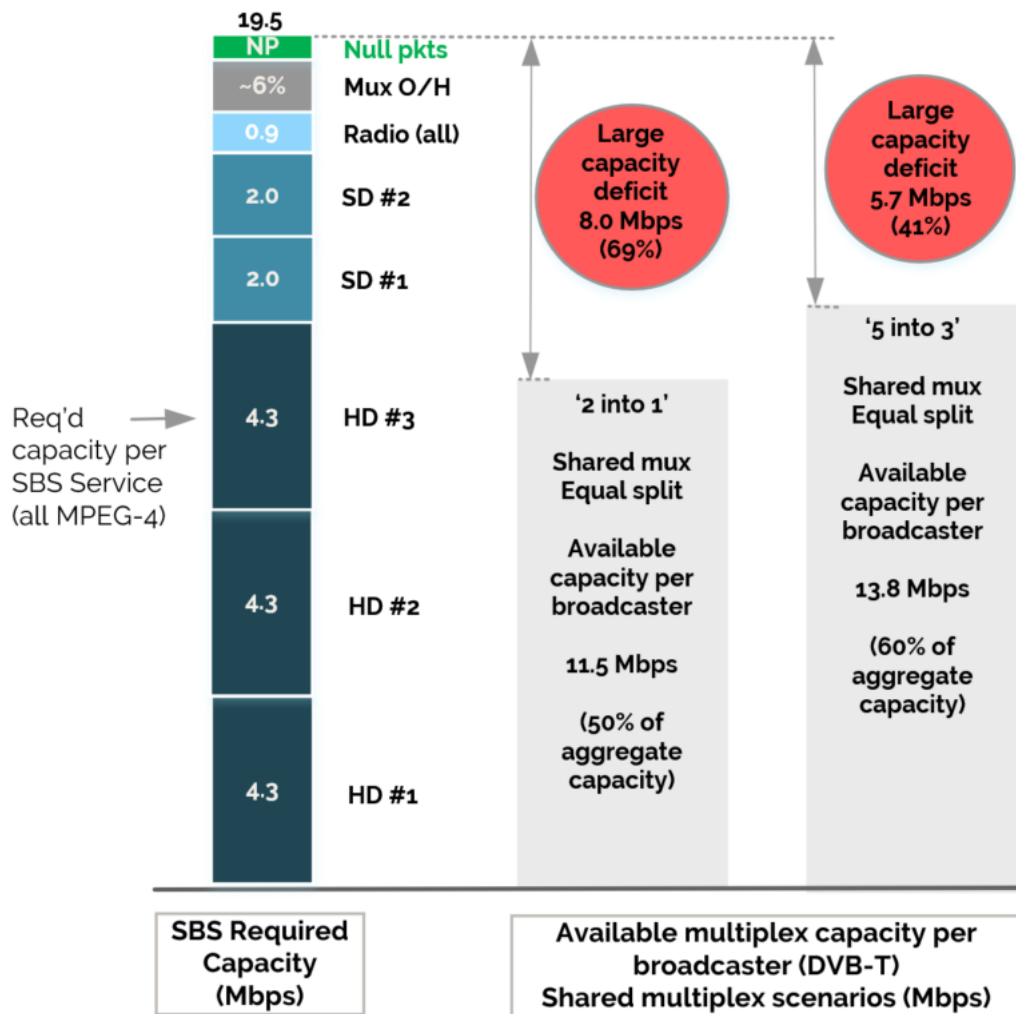 19.5
NP
Null pkts
~6%
Mux O/H
0.9
Radio (all)
2.0
SD #2
2.0
SD #1
4.3
HD #3
4.3
HD #2
4.3
HD #1
Req'd
capacity per
SBS Service
(all MPEG-4)
Large
capacity
deficit
8.0 Mbps
(69%)
'2 into 1'
Shared mux
Equal split
Available
capacity per
broadcaster
11.5 Mbps
(50% of
aggregate
capacity)
Large
capacity
deficit
5.7 Mbps
(41%)
'5 into 3'
Shared mux
Equal split
Available
capacity per
broadcaster
13.8 Mbps
(60% of
aggregate
capacity)
SBS Required
Capacity
(Mbps)
Available multiplex capacity per
broadcaster (DVB-T)
Shared multiplex scenarios (Mbps)